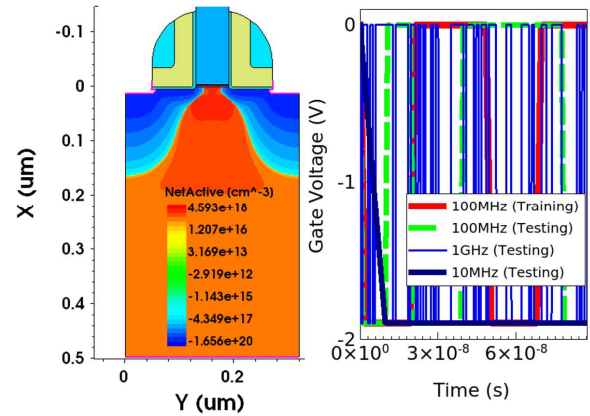 -0.1
0
0.1
0.2
0.3
0.4
0.5
X (um)
NetActive (cm^-3)
4.593e+18
1.207e+16
3.169e+13
-2.919e+12
-1.143e+15
-4.349e+17
-1.656e+20
0
0.2
Y (um)
0
-1
-2
Gate Voltage (V)
100MHz (Training)
100MHz (Testing)
1GHz (Testing)
10MHz (Testing)
0×10⁰
3×10⁻⁸
6×10⁻⁸
Time (s)